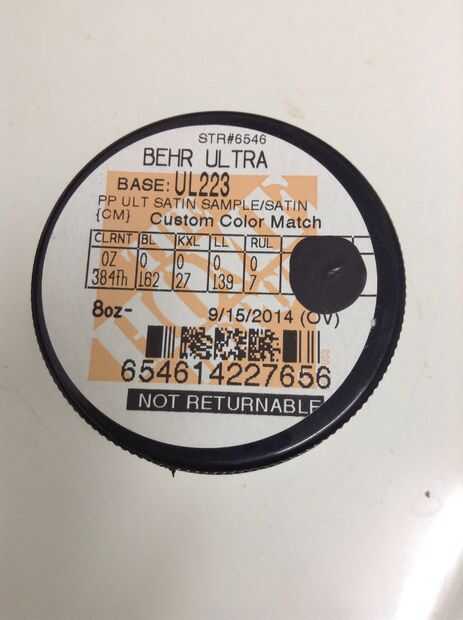 STR#6546
BEHR ULTRA
BASE: UL223
PP ULT SATIN SAMPLE/SATIN
{CM} Custom Color Match
CLRNT BL KXL LL RUL
OZ 0 0 0 0
384th 162 27 139 7
8oz- 9/15/2014 (OV)
654614227656
NOT RETURNABLE